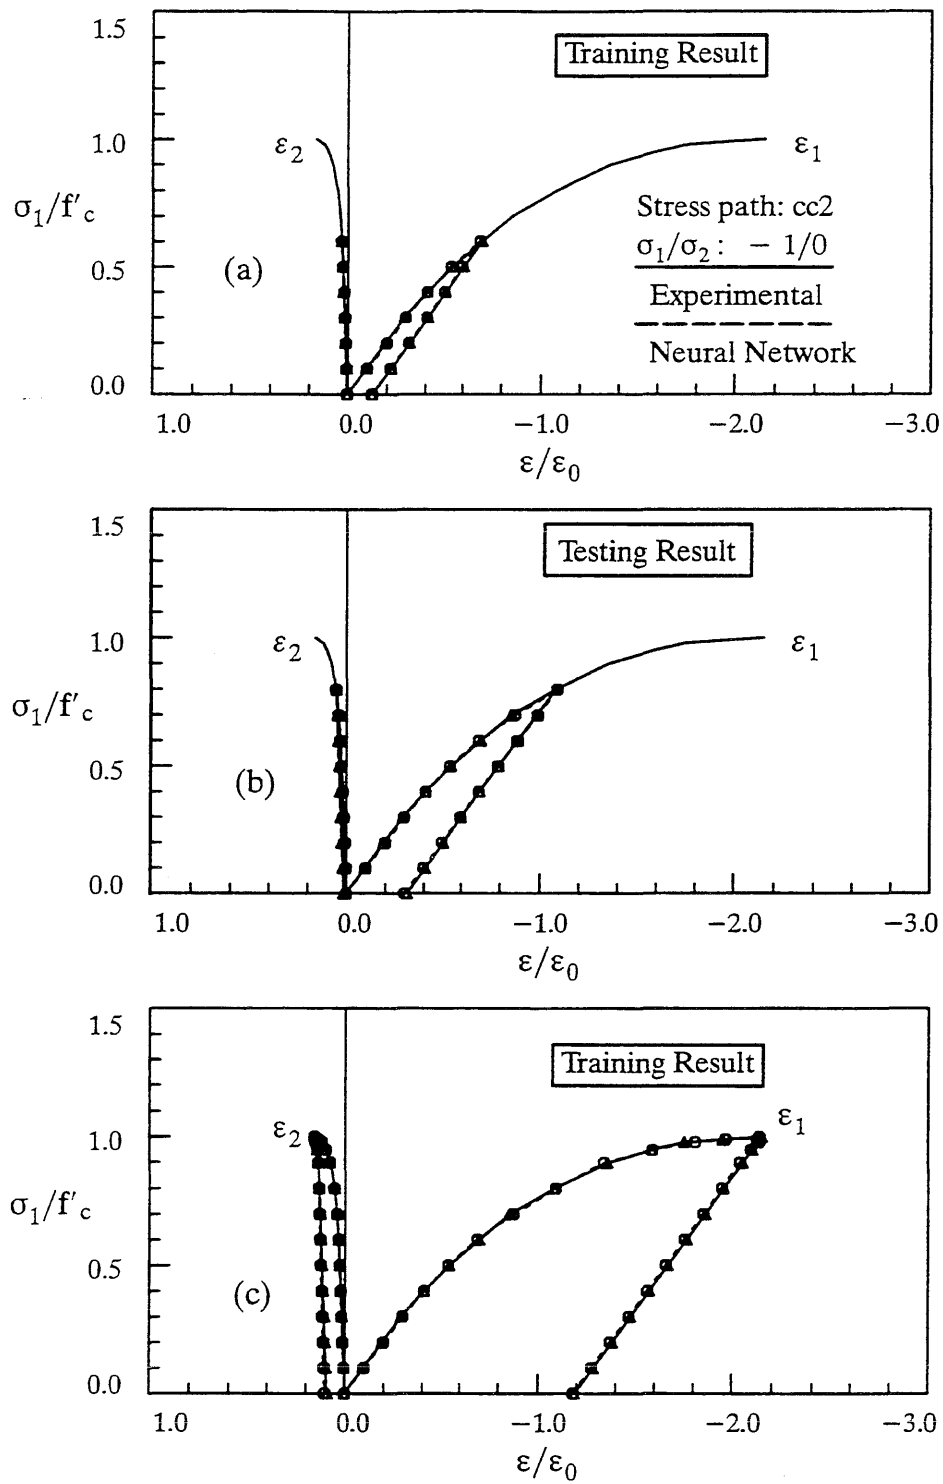 1.5
Training Result
1.0
ε₂
ε₁
σ₁/f′c
Stress path: cc2
σ₁/σ₂ : − 1/0
(a)
0.5
Experimental
Neural Network
0.0
1.0 0.0 −1.0 −2.0 −3.0
ε/ε₀
1.5
Testing Result
1.0
ε₂
ε₁
σ₁/f′c
0.5
(b)
0.0
1.0 0.0 −1.0 −2.0 −3.0
ε/ε₀
1.5
Training Result
ε₂
ε₁
1.0
σ₁/f′c
0.5
(c)
0.0
1.0 0.0 −1.0 −2.0 −3.0
ε/ε₀